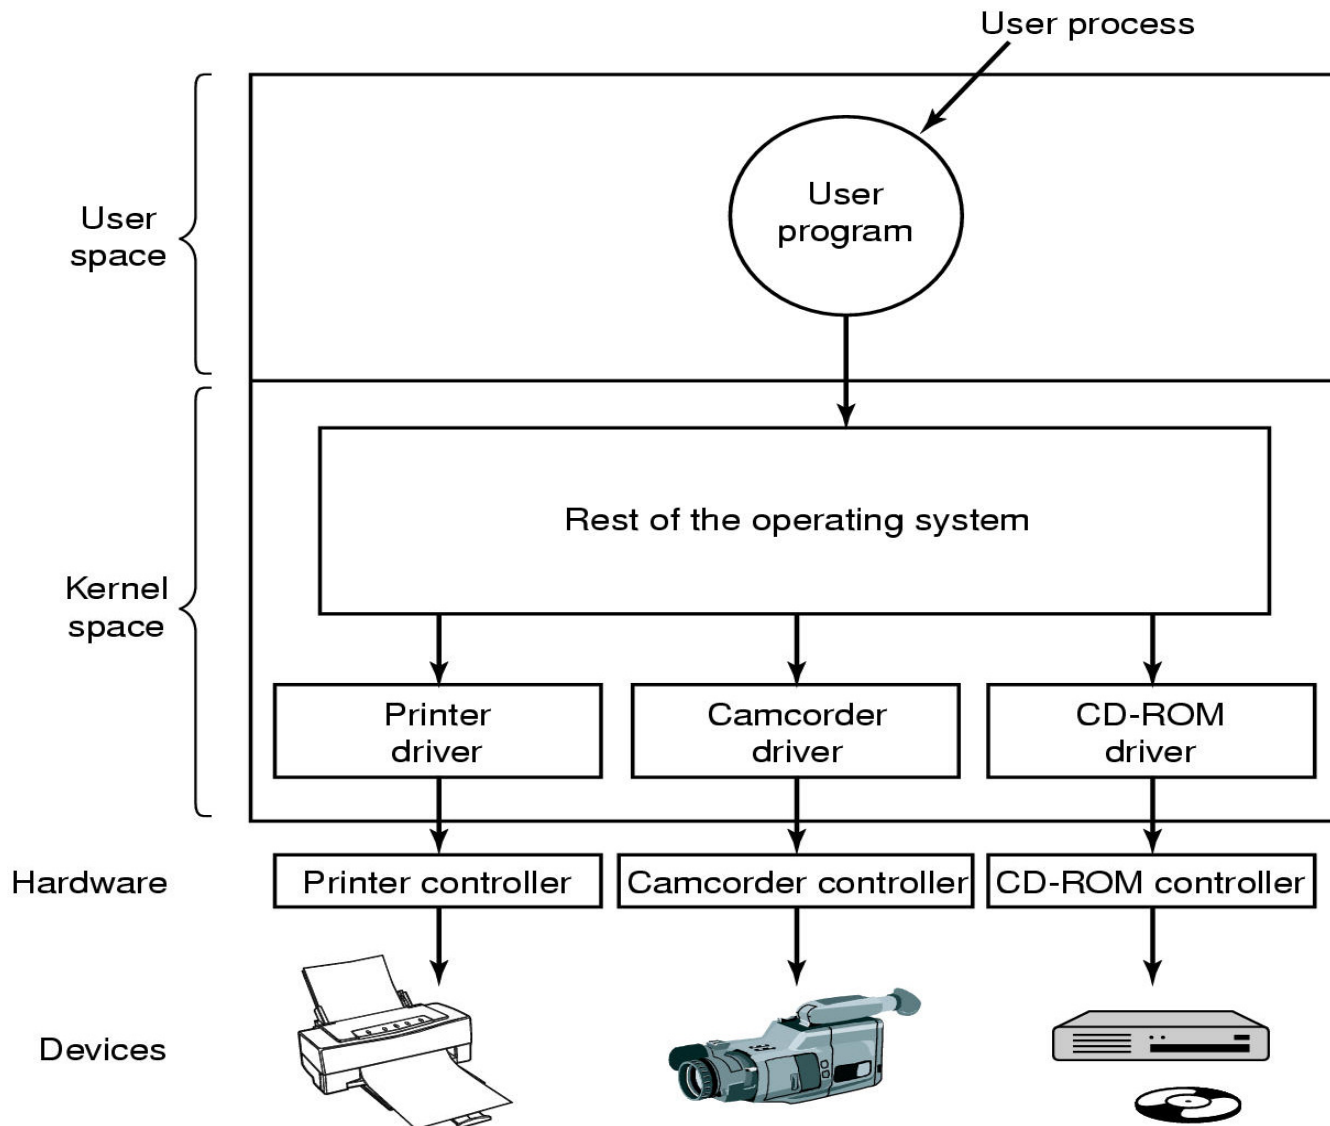 User process
User
program
User
space
Rest of the operating system
Kernel
space
Printer
driver
Camcorder
driver
CD-ROM
driver
Hardware
Printer controller
Camcorder controller
CD-ROM controller
Devices